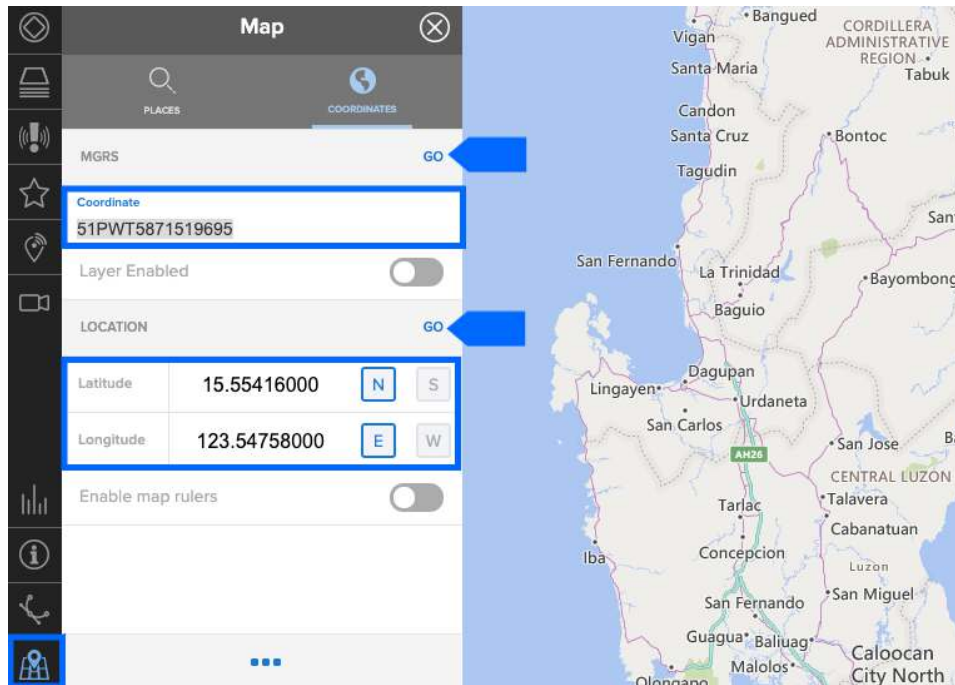 Map
PLACES
COORDINATES
MGRS
GO
Coordinate
51PWT5871519695
Layer Enabled
LOCATION
GO
Latitude 15.55416000 N S
Longitude 123.54758000 E W
Enable map rulers
Bangued
Vigan
CORDILLERA
ADMINISTRATIVE
REGION
Santa Maria
Tabuk
Candon
Santa Cruz
Bontoc
Tagudin
San
San Fernando
La Trinidad
Bayombong
Baguio
Dagupan
Lingayen
Urdaneta
San Carlos
San Jose
B
AH26
CENTRAL LUZON
Tarlac
Talavera
Cabanatuan
Iba
Concepcion
Luzon
San Fernando
San Miguel
Guagua
Baliuag
Caloocan
City North
Malolos
Olongapo